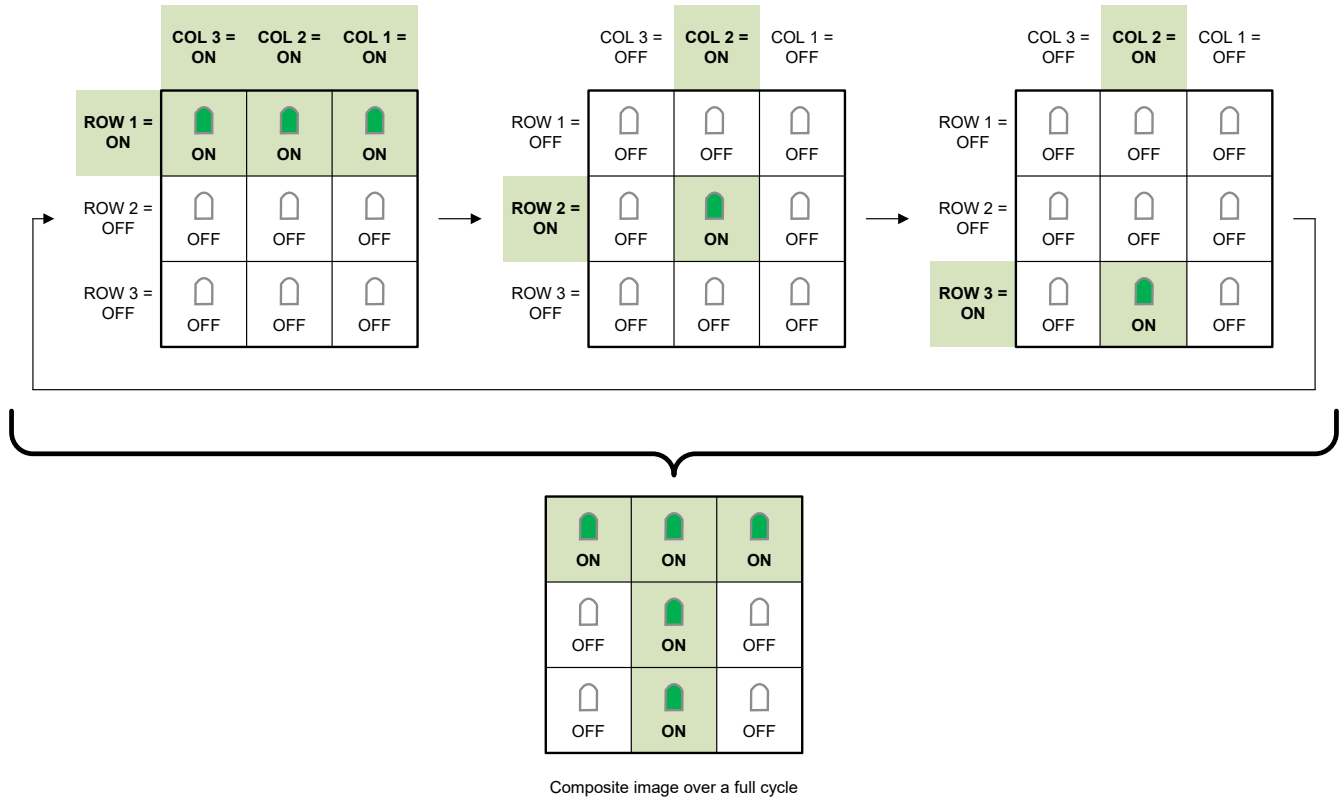 COL 3 = COL 2 = COL 1 =
ON ON ON
ROW 1 =
ON
ON ON ON
ROW 2 =
OFF
OFF OFF OFF
ROW 3 =
OFF
OFF OFF OFF
COL 3 = COL 2 = COL 1 =
OFF ON OFF
ROW 1 =
OFF
OFF OFF OFF
ROW 2 =
ON
OFF ON OFF
ROW 3 =
OFF
OFF OFF OFF
COL 3 = COL 2 = COL 1 =
OFF ON OFF
ROW 1 =
OFF
OFF OFF OFF
ROW 2 =
OFF
OFF OFF OFF
ROW 3 =
ON
OFF ON OFF
ON ON ON
OFF ON OFF
OFF ON OFF
Composite image over a full cycle